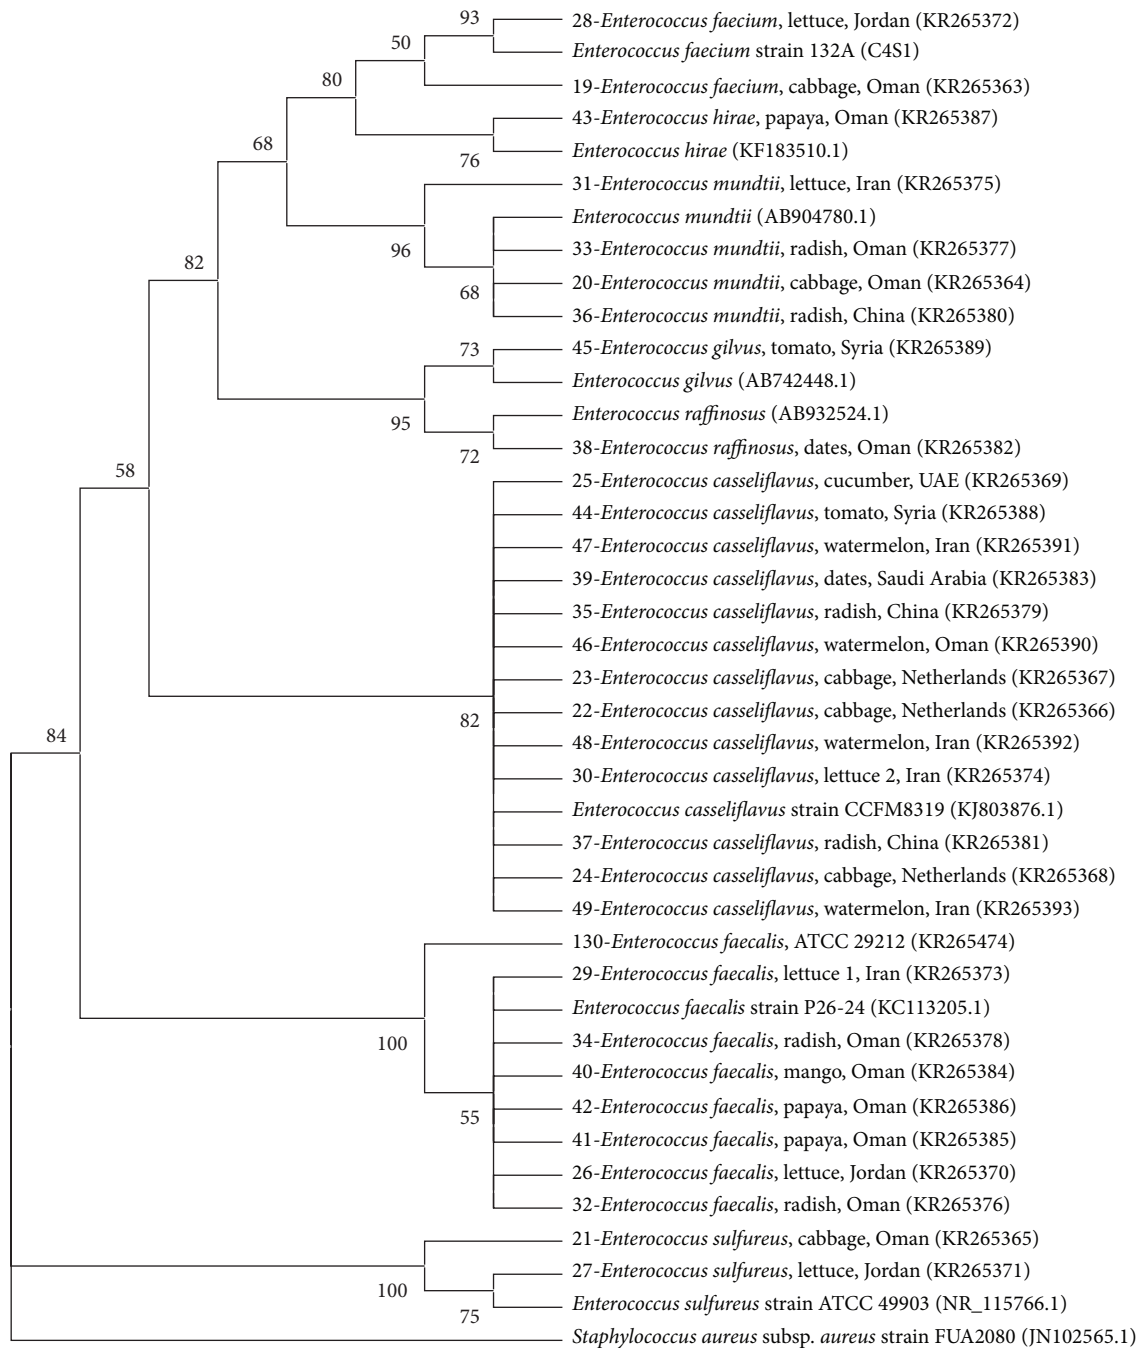 93
28-Enterococcus faecium, lettuce, Jordan (KR265372)
50
Enterococcus faecium strain 132A (C4S1)
80
19-Enterococcus faecium, cabbage, Oman (KR265363)
43-Enterococcus hirae, papaya, Oman (KR265387)
68
76
Enterococcus hirae (KF183510.1)
31-Enterococcus mundtii, lettuce, Iran (KR265375)
Enterococcus mundtii (AB904780.1)
96
33-Enterococcus mundtii, radish, Oman (KR265377)
82
20-Enterococcus mundtii, cabbage, Oman (KR265364)
68
36-Enterococcus mundtii, radish, China (KR265380)
73
45-Enterococcus gilvus, tomato, Syria (KR265389)
Enterococcus gilvus (AB742448.1)
95
Enterococcus raffinosus (AB932524.1)
72
38-Enterococcus raffinosus, dates, Oman (KR265382)
58
25-Enterococcus casseliflavus, cucumber, UAE (KR265369)
44-Enterococcus casseliflavus, tomato, Syria (KR265388)
47-Enterococcus casseliflavus, watermelon, Iran (KR265391)
39-Enterococcus casseliflavus, dates, Saudi Arabia (KR265383)
35-Enterococcus casseliflavus, radish, China (KR265379)
46-Enterococcus casseliflavus, watermelon, Oman (KR265390)
23-Enterococcus casseliflavus, cabbage, Netherlands (KR265367)
82
22-Enterococcus casseliflavus, cabbage, Netherlands (KR265366)
84
48-Enterococcus casseliflavus, watermelon, Iran (KR265392)
30-Enterococcus casseliflavus, lettuce 2, Iran (KR265374)
Enterococcus casseliflavus strain CCFM8319 (KJ803876.1)
37-Enterococcus casseliflavus, radish, China (KR265381)
24-Enterococcus casseliflavus, cabbage, Netherlands (KR265368)
49-Enterococcus casseliflavus, watermelon, Iran (KR265393)
130-Enterococcus faecalis, ATCC 29212 (KR265474)
29-Enterococcus faecalis, lettuce 1, Iran (KR265373)
Enterococcus faecalis strain P26-24 (KC113205.1)
100
34-Enterococcus faecalis, radish, Oman (KR265378)
40-Enterococcus faecalis, mango, Oman (KR265384)
42-Enterococcus faecalis, papaya, Oman (KR265386)
55
41-Enterococcus faecalis, papaya, Oman (KR265385)
26-Enterococcus faecalis, lettuce, Jordan (KR265370)
32-Enterococcus faecalis, radish, Oman (KR265376)
21-Enterococcus sulfureus, cabbage, Oman (KR265365)
100
27-Enterococcus sulfureus, lettuce, Jordan (KR265371)
75
Enterococcus sulfureus strain ATCC 49903 (NR_115766.1)
Staphylococcus aureus subsp. aureus strain FUA2080 (JN102565.1)